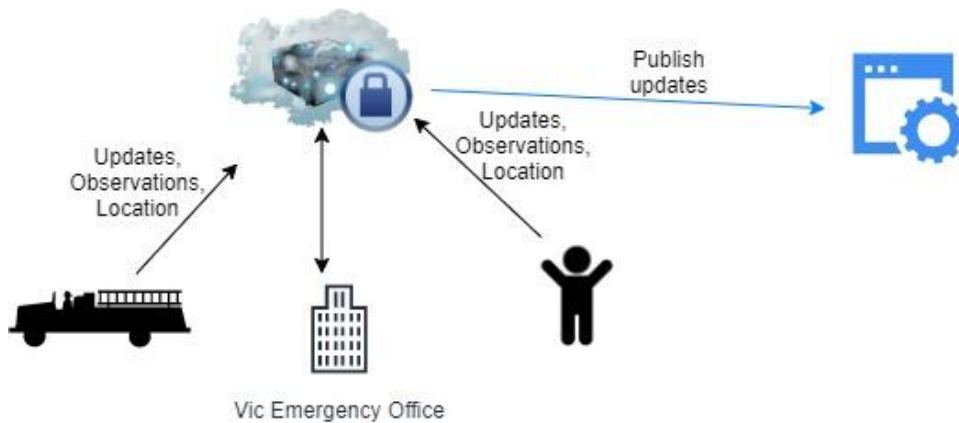 Publish
updates
Updates,
Observations,
Location
Updates,
Observations,
Location
Vic Emergency Office